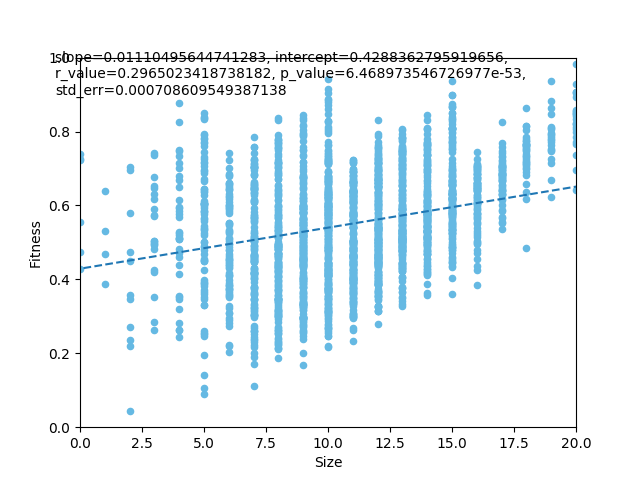 slope=0.01110495644741283, intercept=0.4288362795919656,
r_value=0.2965023418738182, p_value=6.468973546726977e-53,
std_err=0.000708609549387138
1.0
0.8
0.6
0.4
0.2
0.0
Fitness
0.0 2.5 5.0 7.5 10.0 12.5 15.0 17.5 20.0
Size